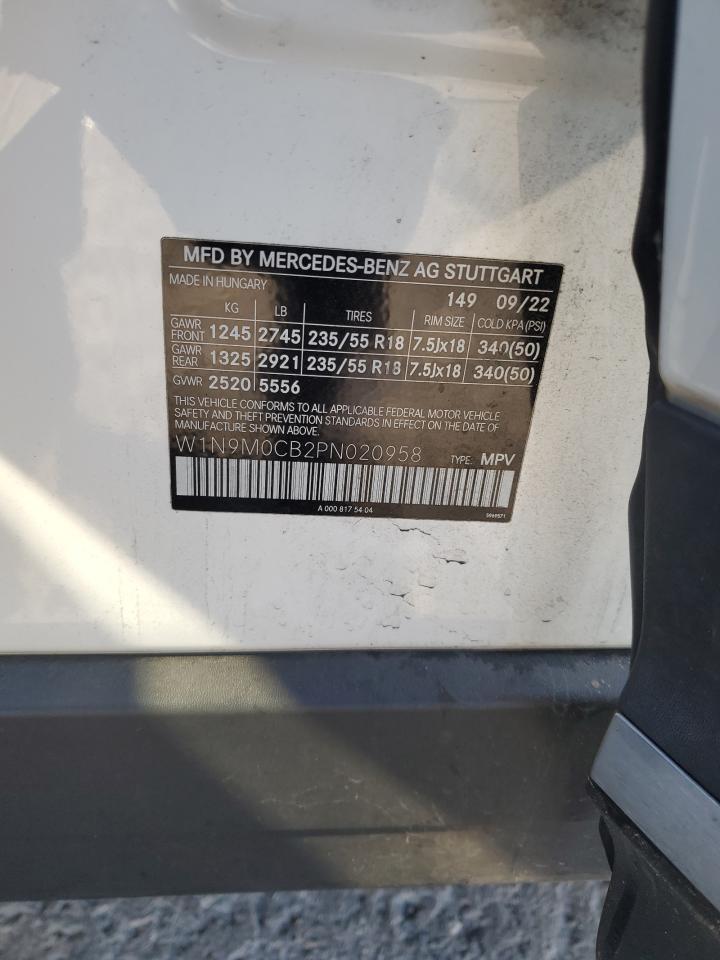 MFD BY MERCEDES-BENZ AG STUTTGART
MADE IN HUNGARY 149 09/22
KG LB TIRES RIM SIZE COLD KPA (PSI)
GAWR FRONT 1245 2745 235/55 R18 7.5Jx18 340(50)
GAWR REAR 1325 2921 235/55 R18 7.5Jx18 340(50)
GVWR 2520 5556
THIS VEHICLE CONFORMS TO ALL APPLICABLE FEDERAL MOTOR VEHICLE
SAFETY AND THEFT PREVENTION STANDARDS IN EFFECT ON THE DATE OF
MANUFACTURE SHOWN ABOVE.
W1N9M0CB2PN020958 TYPE: MPV
A 000 817 54 04